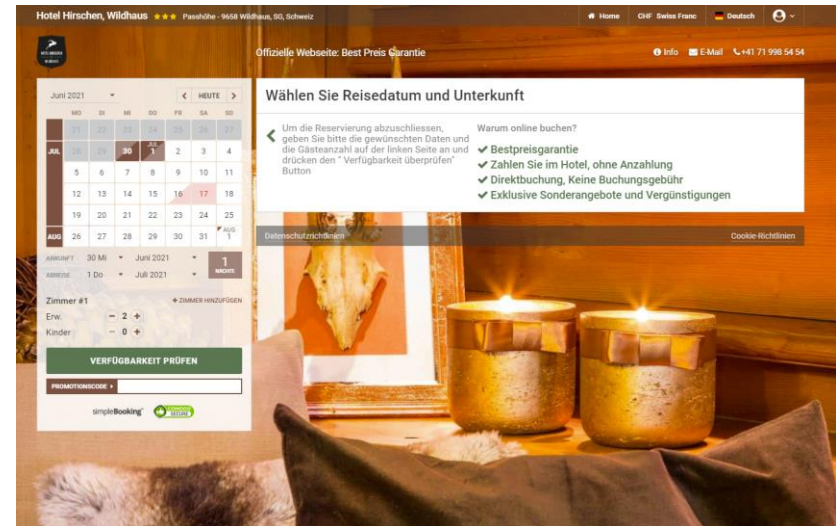 Hotel Hirschen, Wildhaus ★★★ Passhöhe - 9658 Wildhaus, SG, Schweiz
Home CHF Swiss Franc Deutsch
Offizielle Webseite: Best Preis Garantie
Info E-Mail +41 71 998 54 54
Juni 2021 HEUTE
MO DI MI DO FR SA SO
21 22 23 24 25 26 27
JUL 28 29 30 JUL 1 2 3 4
5 6 7 8 9 10 11
12 13 14 15 16 17 18
19 20 21 22 23 24 25
AUG 26 27 28 29 30 31 AUG 1
ANKUNFT 30 Mi Juni 2021
ABREISE 1 Do Juli 2021
1
NÄCHTE
Zimmer #1 + ZIMMER HINZUFÜGEN
Erw. − 2 +
Kinder − 0 +
VERFÜGBARKEIT PRÜFEN
PROMOTIONSCODE
simpleBooking
SECURE
Wählen Sie Reisedatum und Unterkunft
Um die Reservierung abzuschliessen,
geben Sie bitte die gewünschten Daten und
die Gästeanzahl auf der linken Seite an und
drücken den " Verfügbarkeit überprüfen"
Button
Warum online buchen?
✔ Bestpreisgarantie
✔ Zahlen Sie im Hotel, ohne Anzahlung
✔ Direktbuchung, Keine Buchungsgebühr
✔ Exklusive Sonderangebote und Vergünstigungen
Datenschutzrichtlinien Cookie-Richtlinien